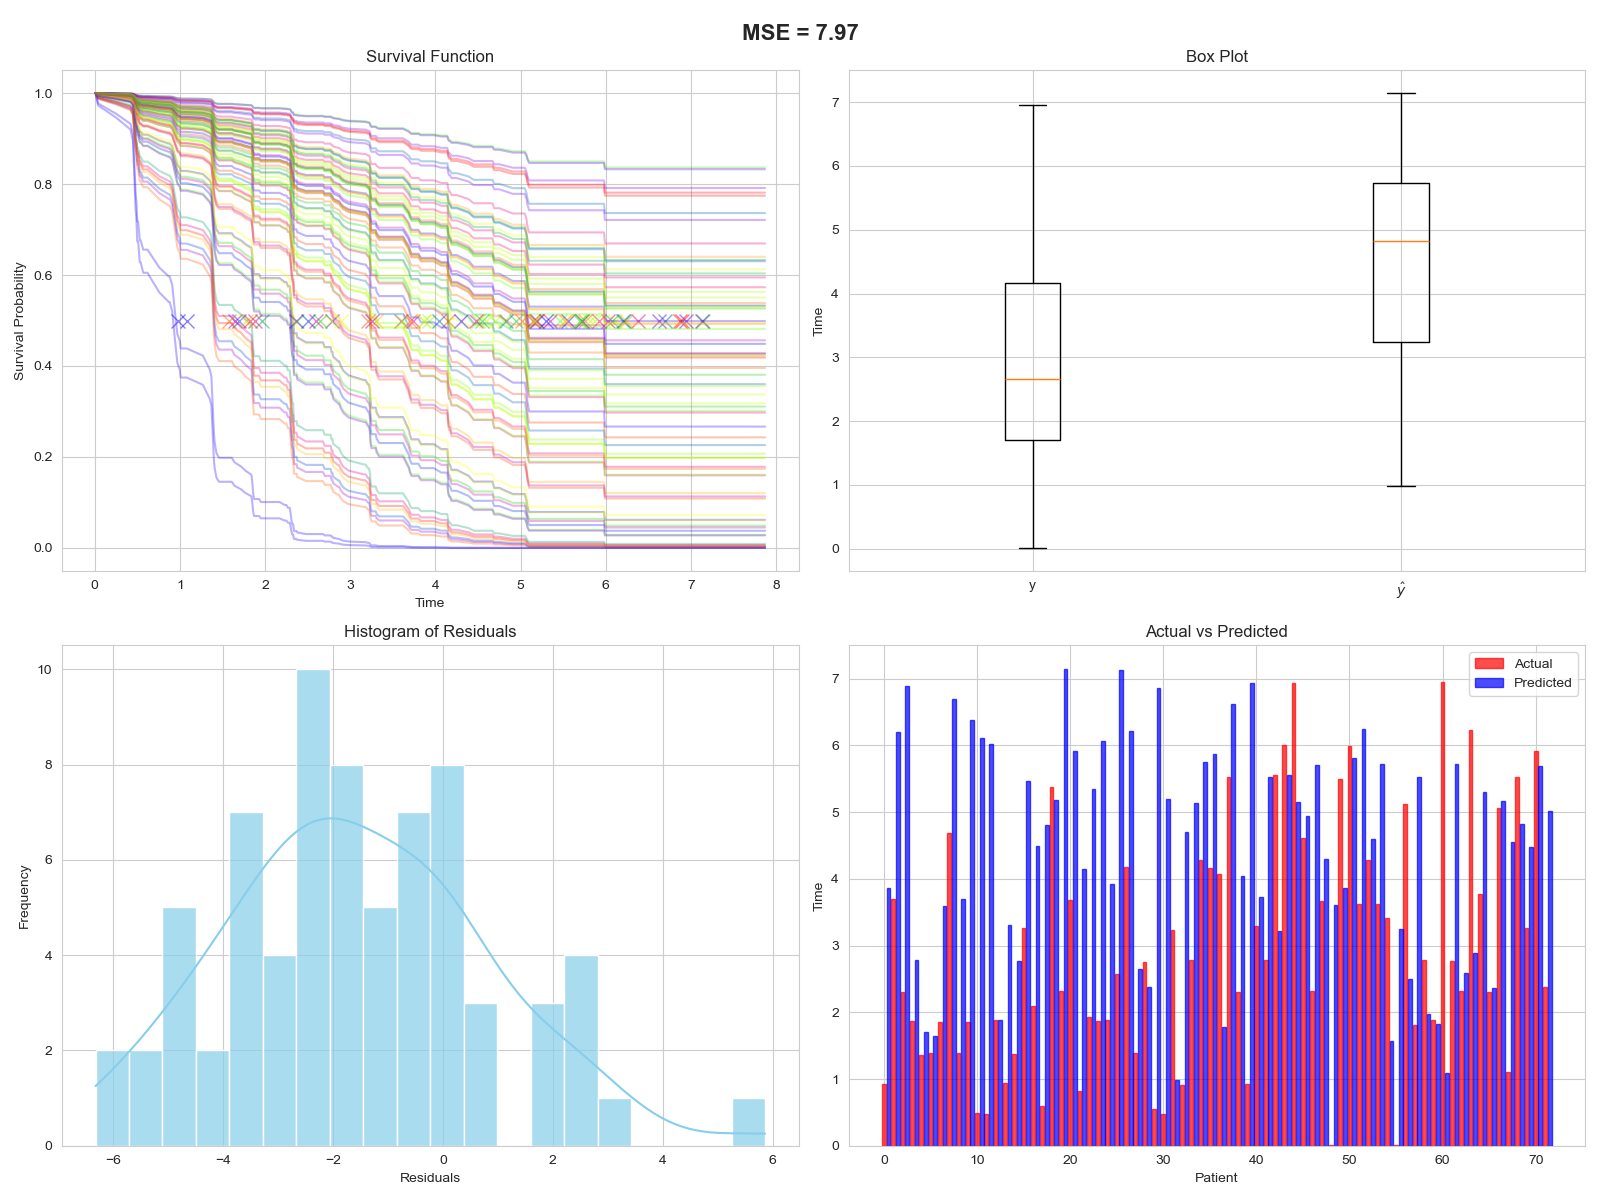 MSE = 7.97
Survival Function
1.0
0.8
0.6
0.4
0.2
0.0
Survival Probability
0 1 2 3 4 5 6 7 8
Time
Box Plot
7
6
5
4
3
2
1
0
Time
y ŷ
Histogram of Residuals
10
8
6
4
2
0
Frequency
−6 −4 −2 0 2 4 6
Residuals
Actual vs Predicted
Actual
Predicted
7
6
5
4
3
2
1
0
Time
0 10 20 30 40 50 60 70
Patient